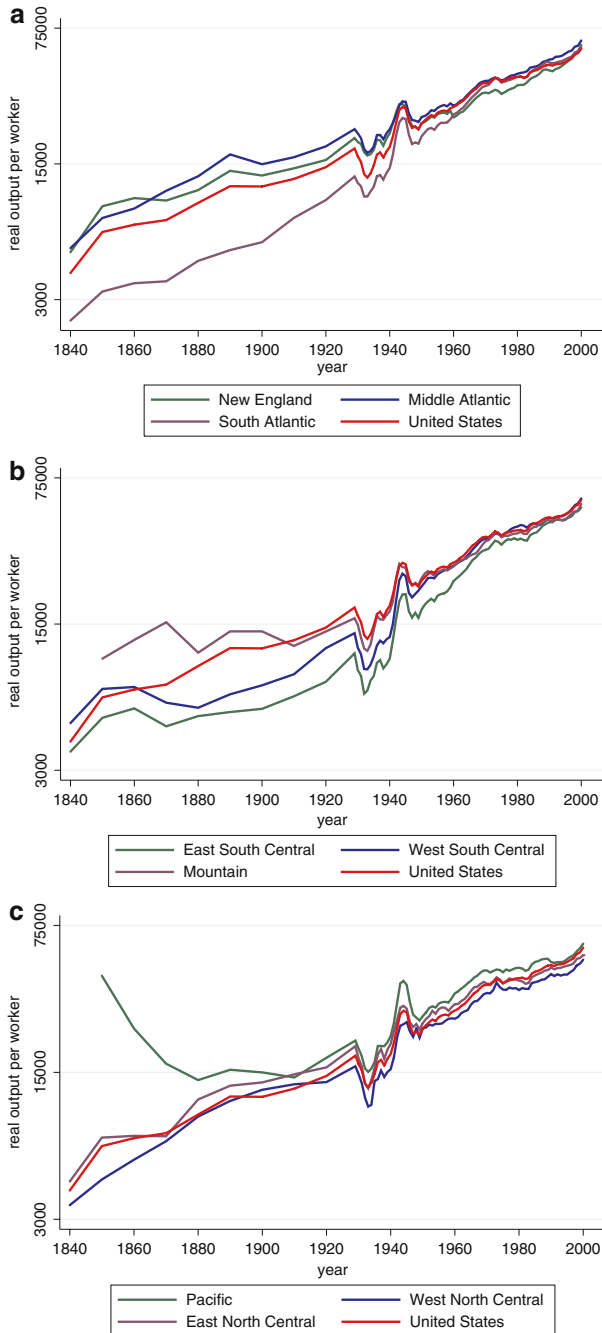 a
75000
15000
3000
real output per worker
1840 1860 1880 1900 1920 1940 1960 1980 2000
year
New England Middle Atlantic
South Atlantic United States
b
75000
15000
3000
real output per worker
1840 1860 1880 1900 1920 1940 1960 1980 2000
year
East South Central West South Central
Mountain United States
c
75000
15000
3000
real output per worker
1840 1860 1880 1900 1920 1940 1960 1980 2000
year
Pacific West North Central
East North Central United States